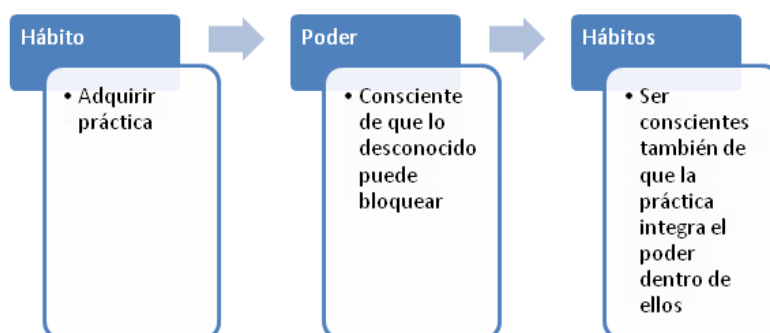 Hábito
• Adquirir
práctica
Poder
• Consciente
de que lo
desconocido
puede
bloquear
Hábitos
• Ser
conscientes
también de
que la
práctica
integra el
poder
dentro de
ellos